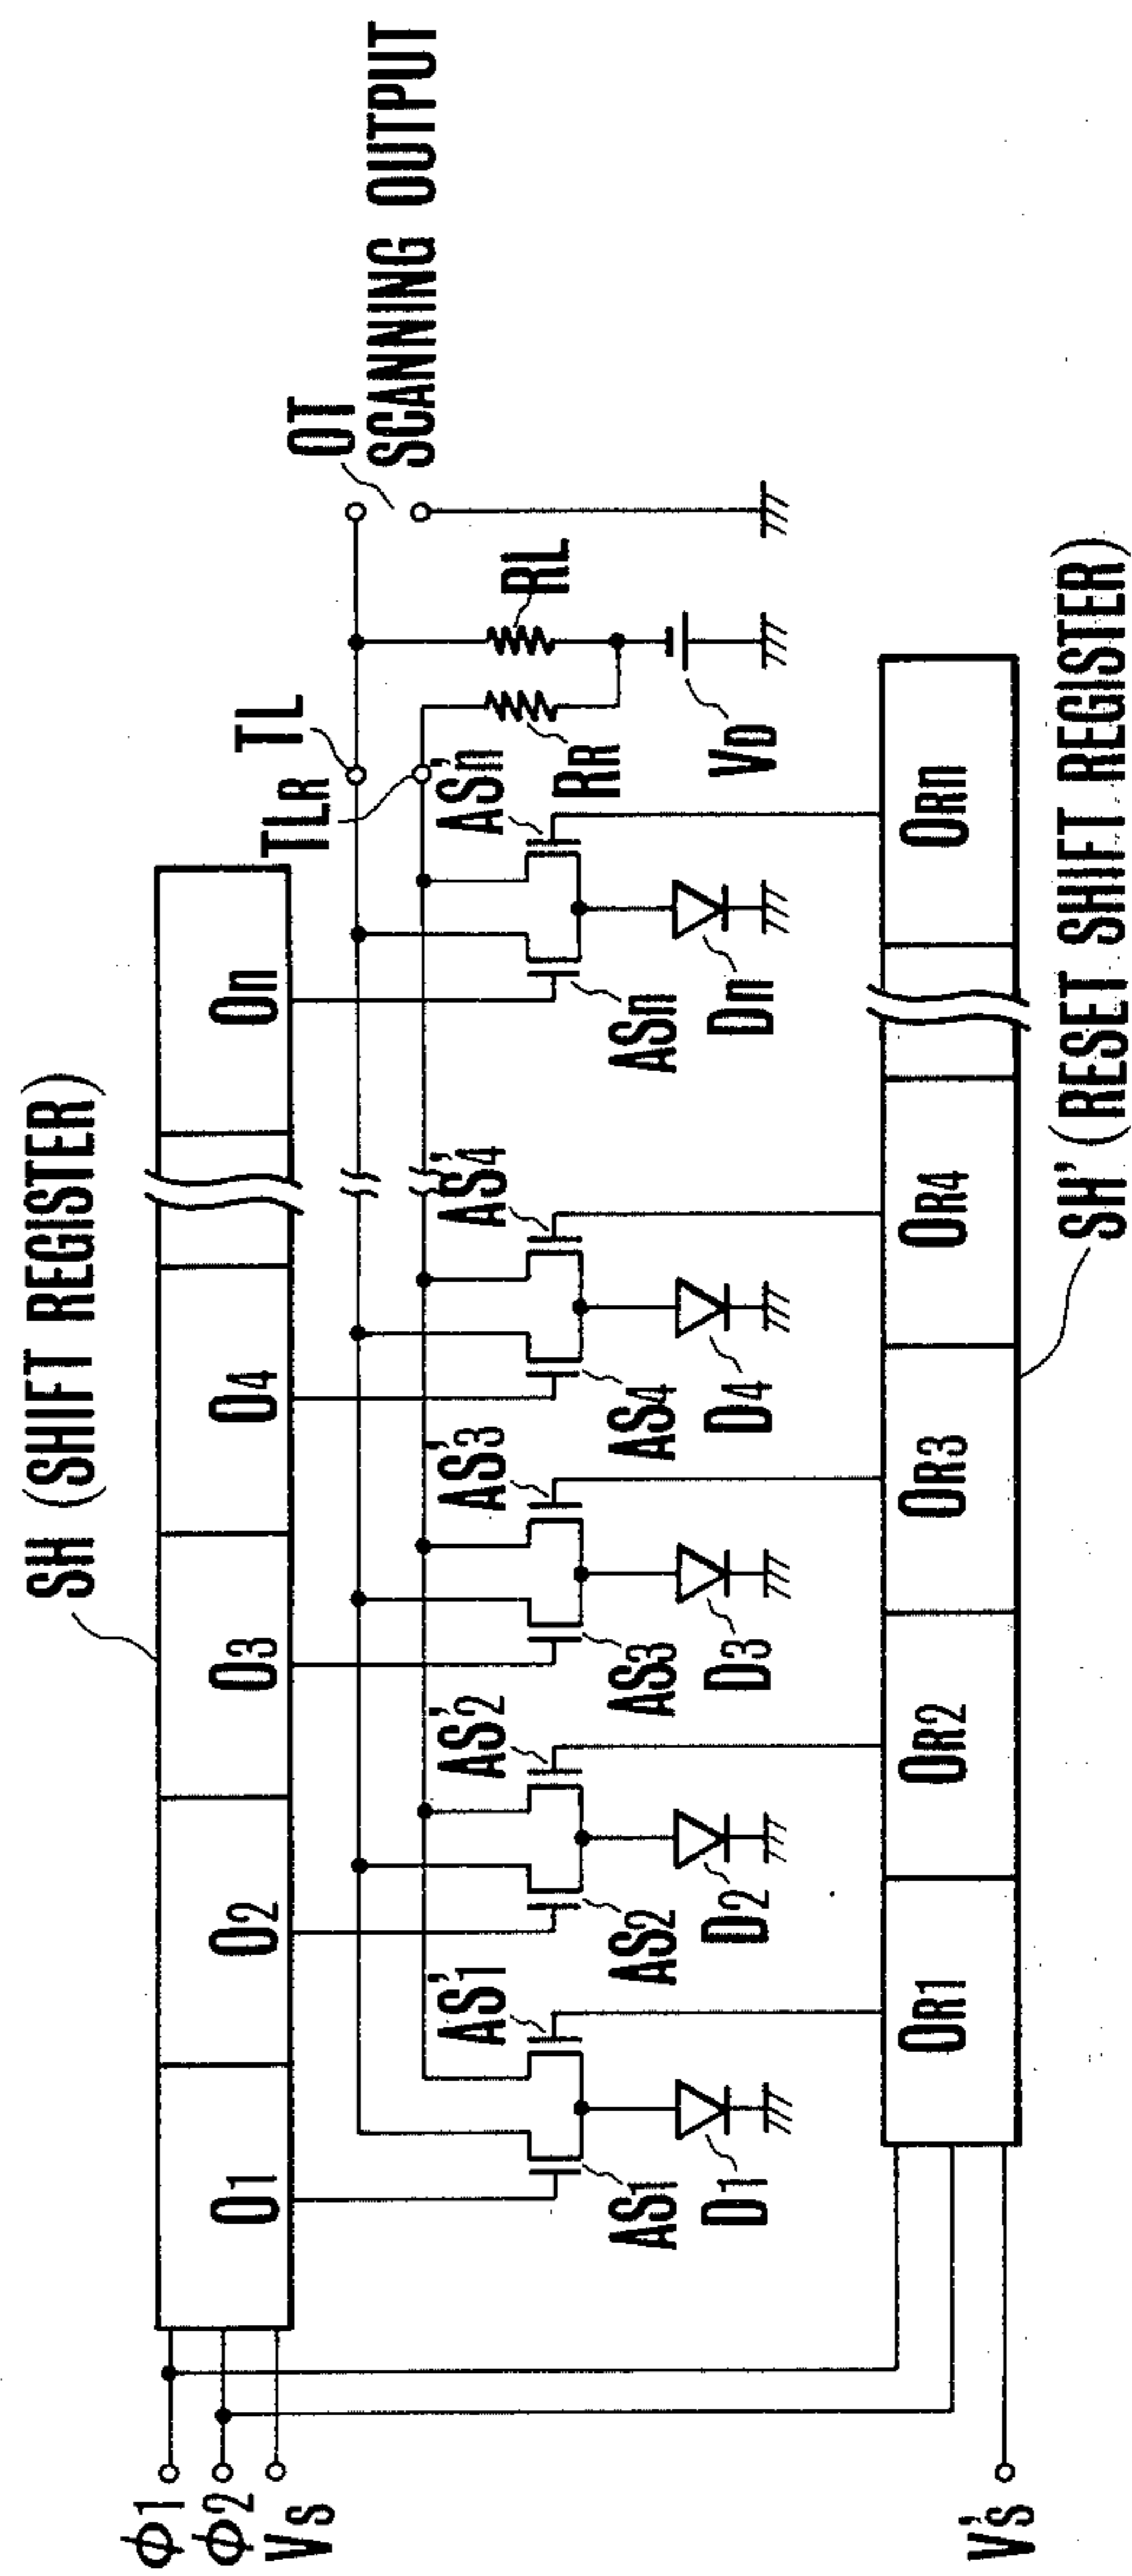 SH (SHIFT REGISTER)
O1 O2 O3 O4 On
ϕ1
ϕ2
VS
TL
TLR
OT
SCANNING OUTPUT
AS'1 AS'2 AS'3 AS'4 AS'n
RR
RL
AS1 AS2 AS3 AS4 ASn
D1 D2 D3 D4 Dn
VD
OR1 OR2 OR3 OR4 ORn
V'S
SH' (RESET SHIFT REGISTER)